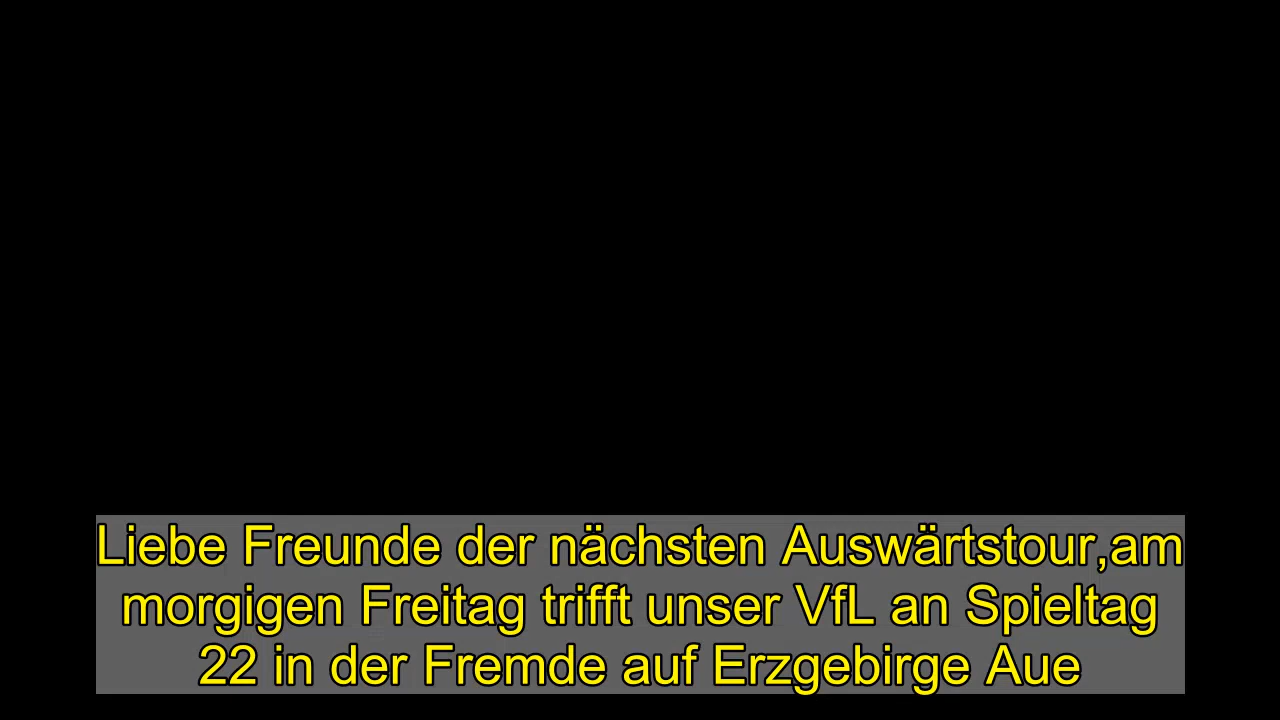 Liebe Freunde der nächsten Auswärtstour,am
morgigen Freitag trifft unser VfL an Spieltag
22 in der Fremde auf Erzgebirge Aue